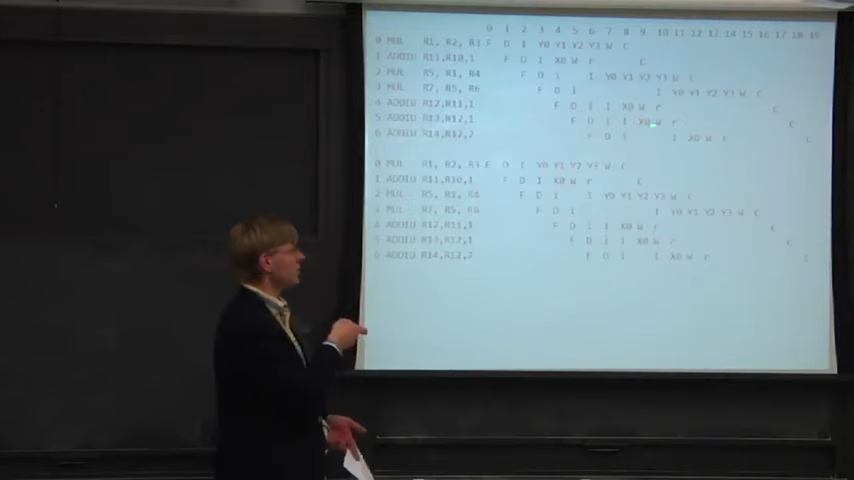 0 1 2 3 4 5 6 7 8 9 10 11 12 13 14 15 16 17 18 19
0 MUL R1, R2, R3 F D I Y0 Y1 Y2 Y3 W C
1 ADDIU R11,R10,1 F D I X0 W r C
2 MUL R5, R1, R4 F D i I Y0 Y1 Y2 Y3 W C
3 MUL R7, R5, R6 F D i I Y0 Y1 Y2 Y3 W C
4 ADDIU R12,R11,1 F D i I X0 W r C
5 ADDIU R13,R12,1 F D i I X0 W r C
6 ADDIU R14,R12,2 F D i I X0 W r C
0 MUL R1, R2, R3 F D I Y0 Y1 Y2 Y3 W C
1 ADDIU R11,R10,1 F D I X0 W r C
2 MUL R5, R1, R4 F D i I Y0 Y1 Y2 Y3 W C
3 MUL R7, R5, R6 F D i I Y0 Y1 Y2 Y3 W C
4 ADDIU R12,R11,1 F D i I X0 W r C
5 ADDIU R13,R12,1 F D i I X0 W r C
6 ADDIU R14,R12,2 F D i I X0 W r C